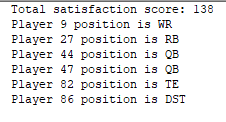 Total satisfaction score: 138
Player 9 position is WR
Player 27 position is RB
Player 44 position is QB
Player 47 position is QB
Player 82 position is TE
Player 86 position is DST